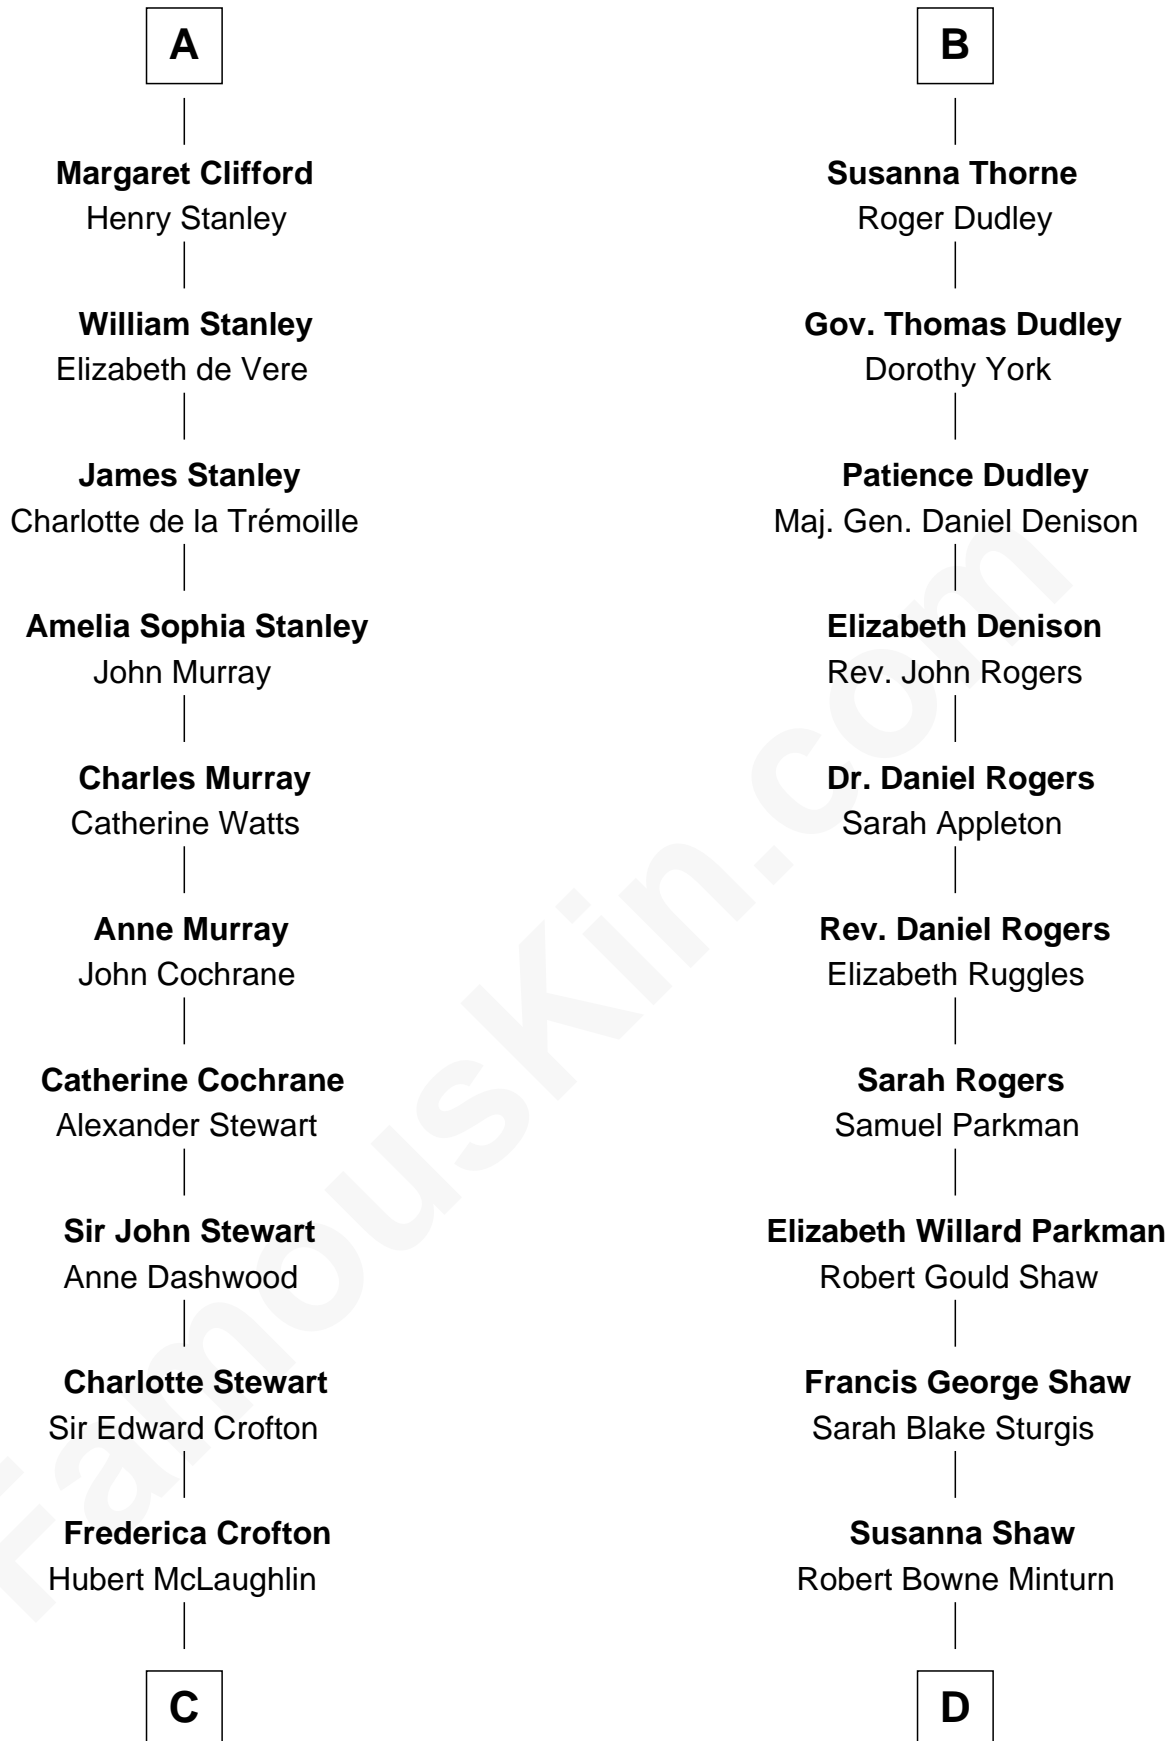 A
Margaret Clifford
Henry Stanley
William Stanley
Elizabeth de Vere
James Stanley
Charlotte de la Trémoille
Amelia Sophia Stanley
John Murray
Charles Murray
Catherine Watts
Anne Murray
John Cochrane
Catherine Cochrane
Alexander Stewart
Sir John Stewart
Anne Dashwood
Charlotte Stewart
Sir Edward Crofton
Frederica Crofton
Hubert McLaughlin
C
B
Susanna Thorne
Roger Dudley
Gov. Thomas Dudley
Dorothy York
Patience Dudley
Maj. Gen. Daniel Denison
Elizabeth Denison
Rev. John Rogers
Dr. Daniel Rogers
Sarah Appleton
Rev. Daniel Rogers
Elizabeth Ruggles
Sarah Rogers
Samuel Parkman
Elizabeth Willard Parkman
Robert Gould Shaw
Francis George Shaw
Sarah Blake Sturgis
Susanna Shaw
Robert Bowne Minturn
D
FamousKin.com